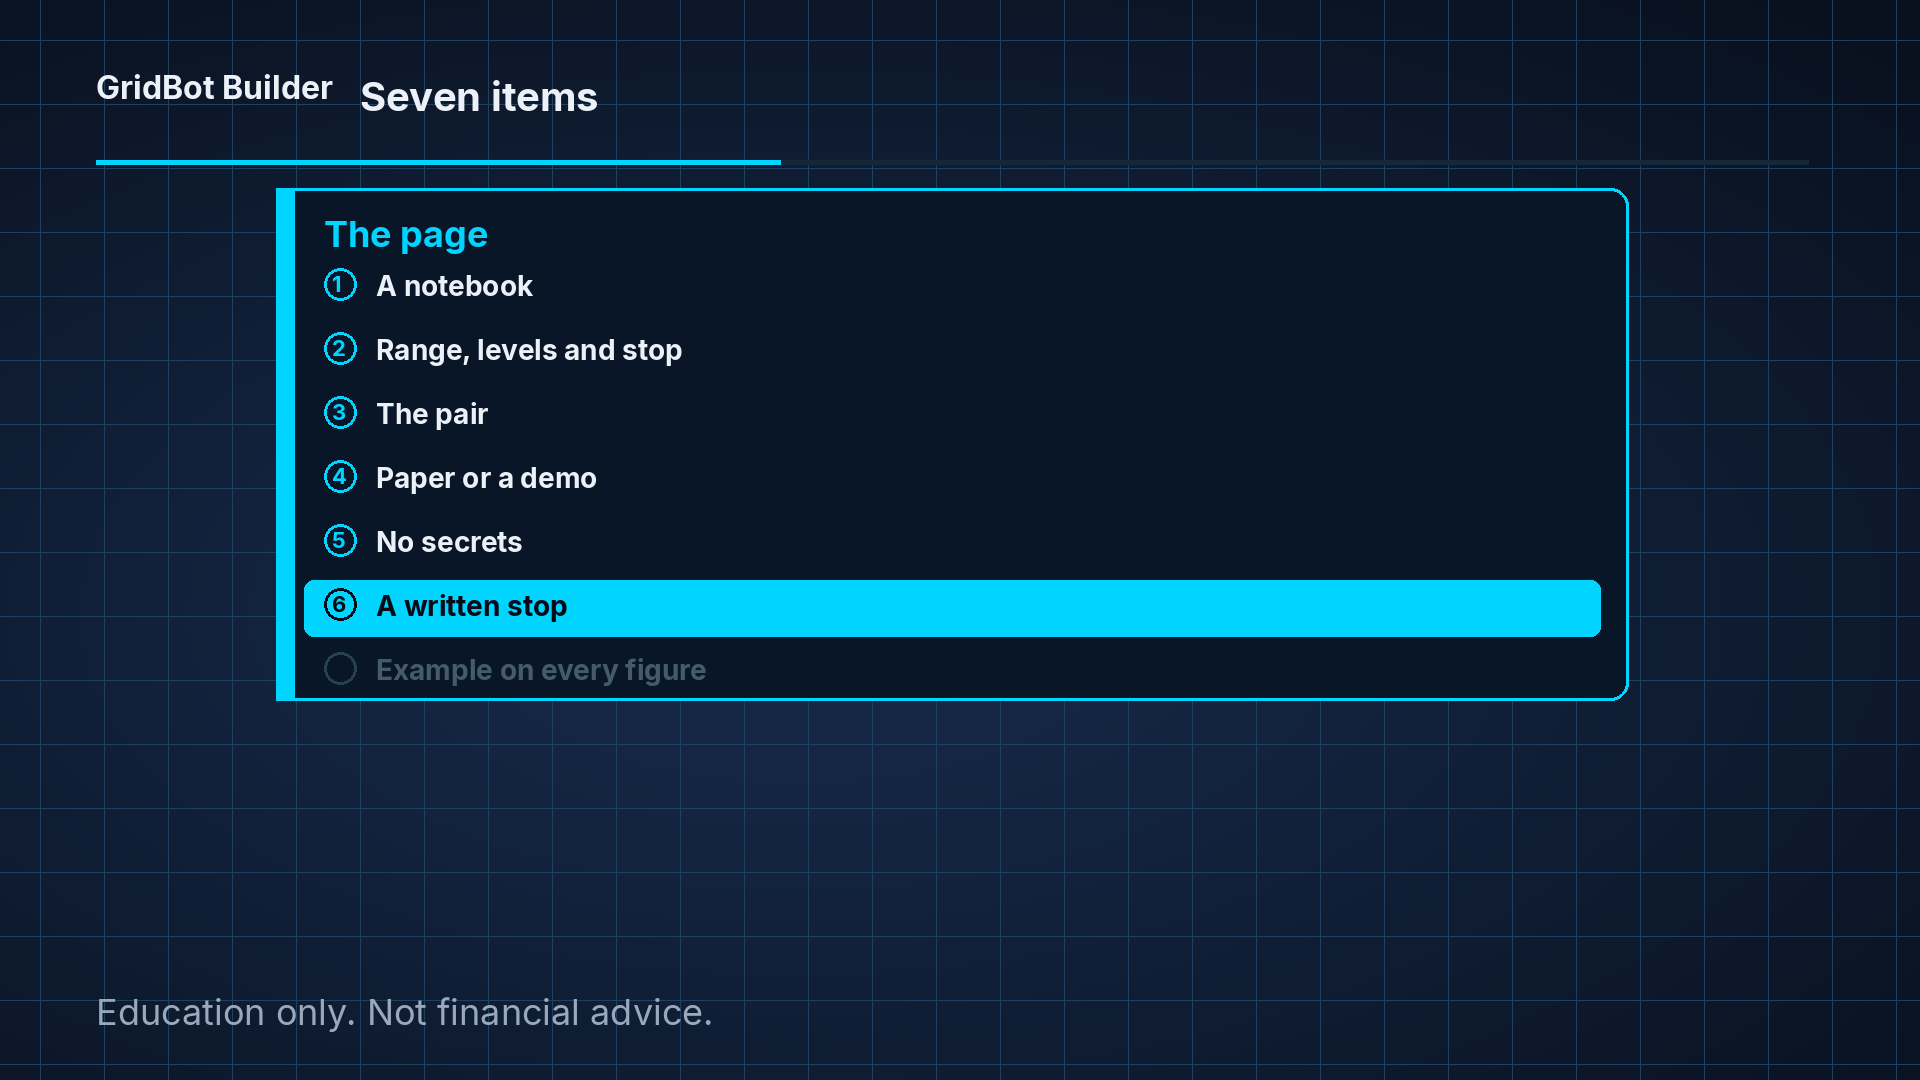 GridBot Builder
Seven items
The page
1 A notebook
2 Range, levels and stop
3 The pair
4 Paper or a demo
5 No secrets
6 A written stop
Example on every figure
Education only. Not financial advice.